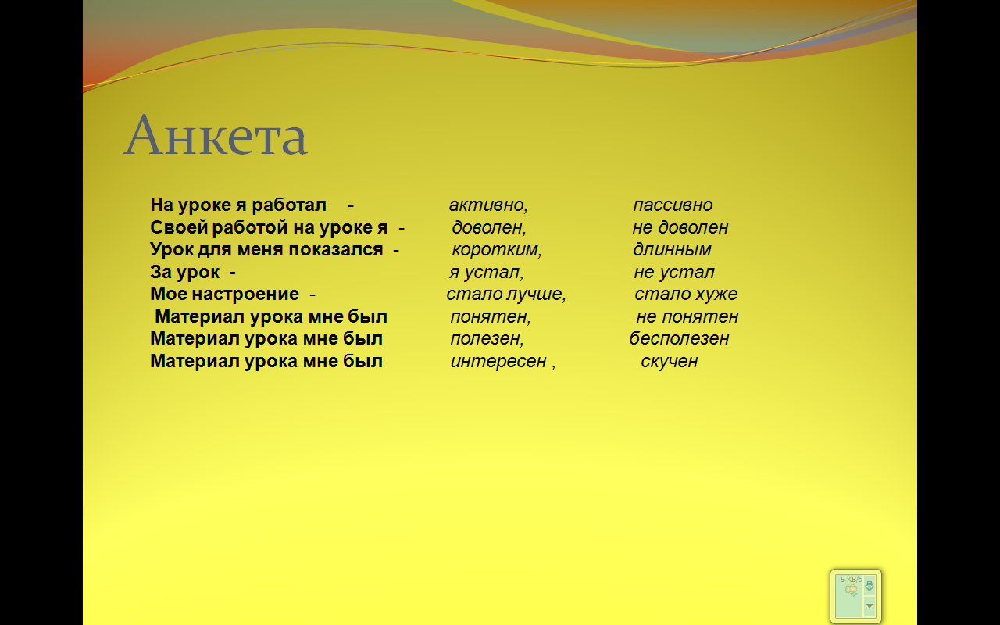 Анкета
На уроке я работал - активно, пассивно
Своей работой на уроке я - доволен, не доволен
Урок для меня показался - коротким, длинным
За урок - я устал, не устал
Мое настроение - стало лучше, стало хуже
Материал урока мне был понятен, не понятен
Материал урока мне был полезен, бесполезен
Материал урока мне был интересен , скучен
5 KB/s